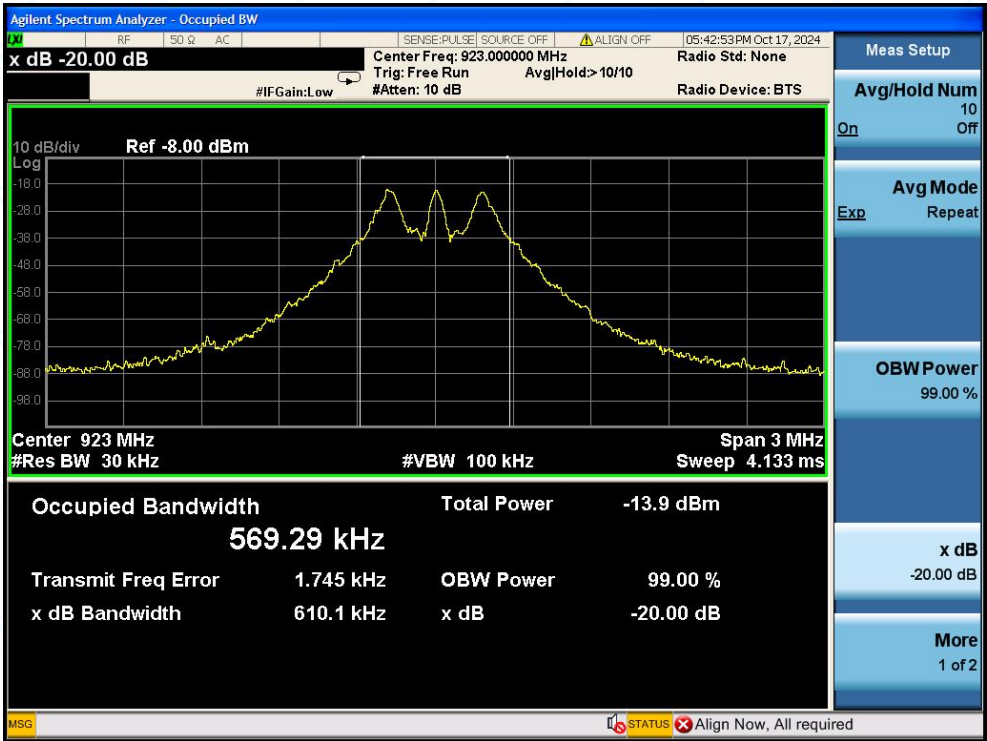 Agilent Spectrum Analyzer - Occupied BW
LXI RF 50 Ω AC SENSE:PULSE SOURCE OFF ALIGN OFF 05:42:53 PM Oct 17, 2024
x dB -20.00 dB
Center Freq: 923.000000 MHz
Radio Std: None
Trig: Free Run Avg|Hold:>10/10
#IFGain:Low
#Atten: 10 dB
Radio Device: BTS
10 dB/div Ref -8.00 dBm
Log
-18.0
-28.0
-38.0
-48.0
-58.0
-68.0
-78.0
-88.0
-98.0
Center 923 MHz Span 3 MHz
#Res BW 30 kHz #VBW 100 kHz Sweep 4.133 ms
Occupied Bandwidth Total Power -13.9 dBm
569.29 kHz
Transmit Freq Error 1.745 kHz OBW Power 99.00 %
x dB Bandwidth 610.1 kHz x dB -20.00 dB
Meas Setup
Avg/Hold Num
10
On Off
Avg Mode
Exp Repeat
OBW Power
99.00 %
x dB
-20.00 dB
More
1 of 2
MSG STATUS Align Now, All required